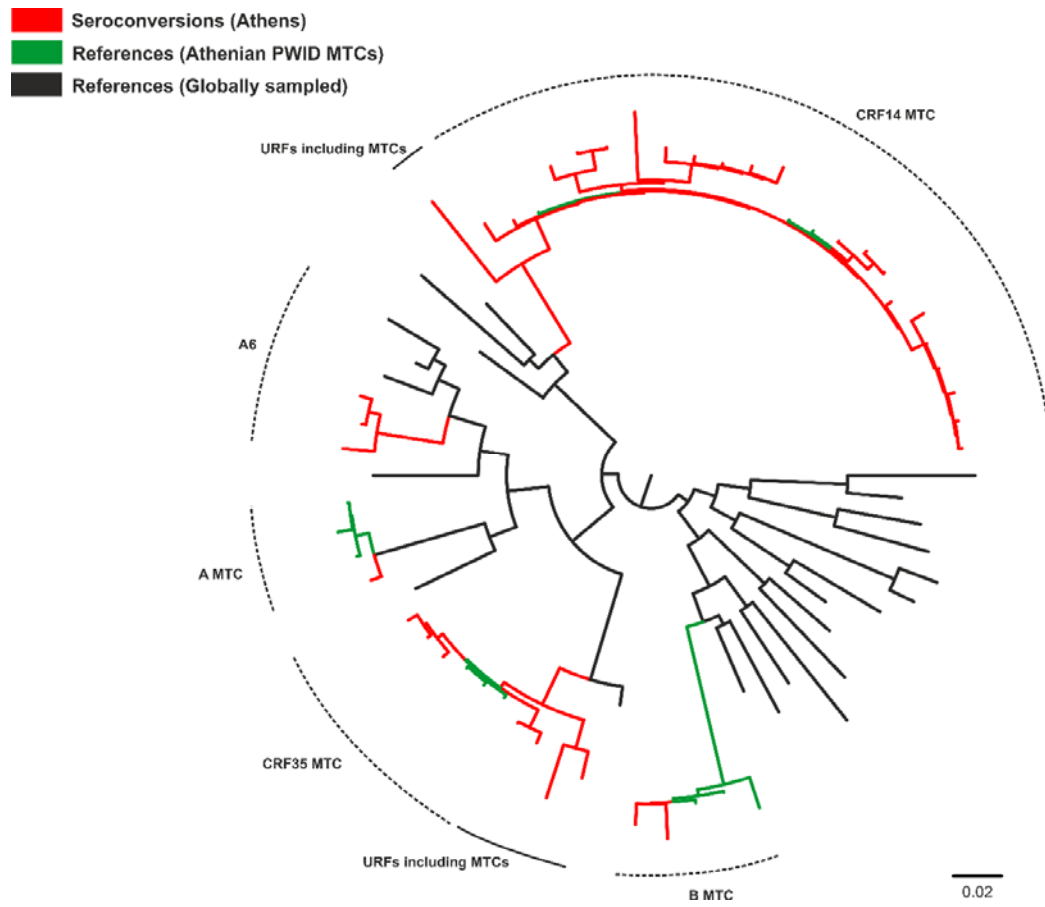 Seroconversions (Athens)
References (Athenian PWID MTCs)
References (Globally sampled)
CRF14 MTC
URFs including MTCs
A6
A MTC
CRF35 MTC
URFs including MTCs
B MTC
0.02